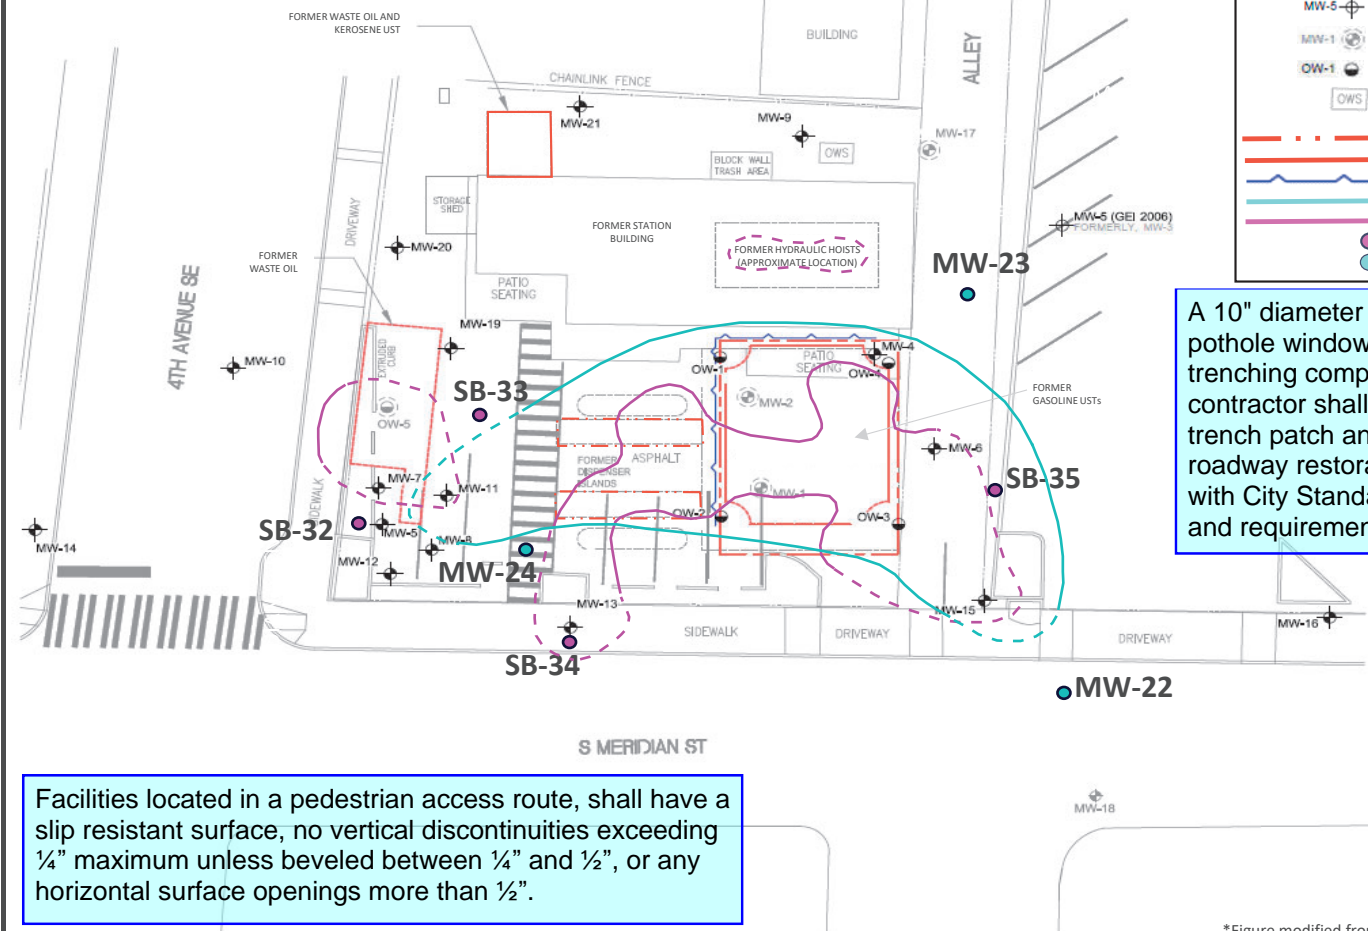 FORMER WASTE OIL AND
KEROSENE UST
BUILDING
ALLEY
MW-5
MW-1
OW-1
OWS
CHAINLINK FENCE
MW-21
MW-9
MW-17
OWS
BLOCK WALL
TRASH AREA
STORAGE
SHED
DRIVEWAY
FORMER STATION
BUILDING
MW-5 (GEI 2006)
FORMERLY, MW-3
MW-20
FORMER HYDRAULIC HOISTS
(APPROXIMATE LOCATION)
FORMER
WASTE OIL
MW-23
4TH AVENUE SE
PATIO
SEATING
MW-19
A 10" diameter
pothole window
trenching comp
contractor shall
trench patch an
roadway restora
with City Standa
and requiremen
EXTRUDED
CURB
MW-10
OW-1
PATIO
SEATING
MW-4
OW-4
SB-33
MW-2
FORMER
GASOLINE USTs
OW-5
FORMER
DISPENSER
ISLANDS
ASPHALT
MW-6
SB-35
MW-7
MW-11
MW-1
SIDEWALK
SB-32
MW-5
OW-2
OW-3
MW-14
MW-8
MW-12
MW-24
MW-13
MW-15
MW-16
SIDEWALK
DRIVEWAY
DRIVEWAY
SB-34
MW-22
S MERIDIAN ST
Facilities located in a pedestrian access route, shall have a
slip resistant surface, no vertical discontinuities exceeding
¼” maximum unless beveled between ¼” and ½”, or any
horizontal surface openings more than ½”.
MW-18
*Figure modified from